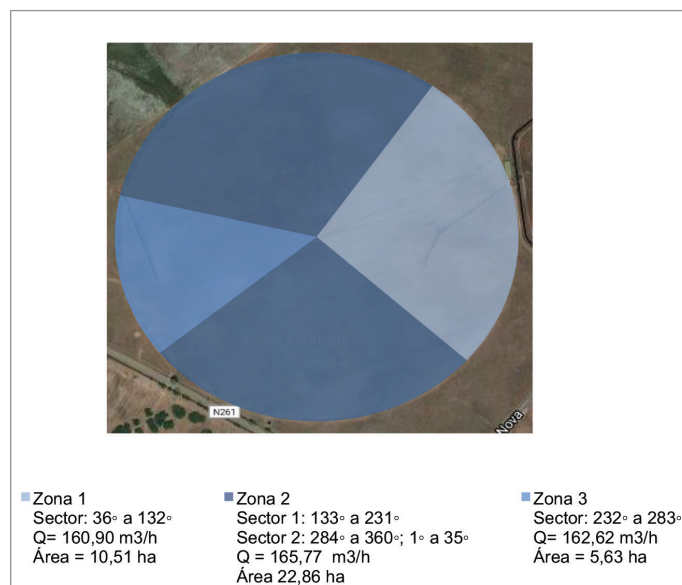 N261
Nova
Zona 1
Sector: 36° a 132°
Q= 160,90 m3/h
Área = 10,51 ha
Zona 2
Sector 1: 133° a 231°
Sector 2: 284° a 360°; 1° a 35°
Q = 165,77 m3/h
Área 22,86 ha
Zona 3
Sector: 232° a 283°
Q= 162,62 m3/h
Área = 5,63 ha